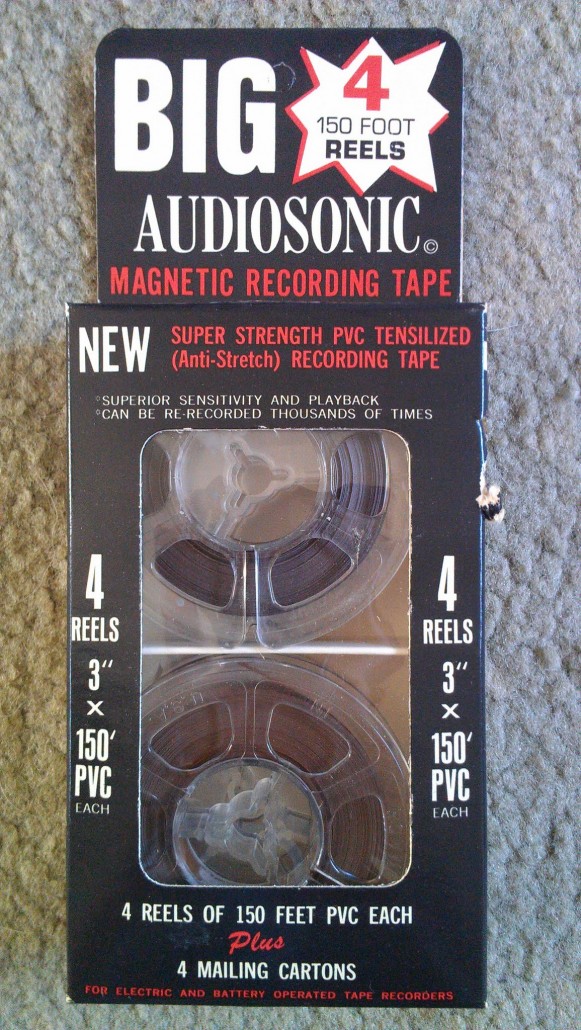 BIG
4
150 FOOT
REELS
AUDIOSONIC©
MAGNETIC RECORDING TAPE
NEW
SUPER STRENGTH PVC TENSILIZED
(Anti-Stretch) RECORDING TAPE
°SUPERIOR SENSITIVITY AND PLAYBACK
°CAN BE RE-RECORDED THOUSANDS OF TIMES
4
REELS
3"
X
150'
PVC
EACH
4
REELS
3"
X
150'
PVC
EACH
4 REELS OF 150 FEET PVC EACH
Plus
4 MAILING CARTONS
FOR ELECTRIC AND BATTERY OPERATED TAPE RECORDERS